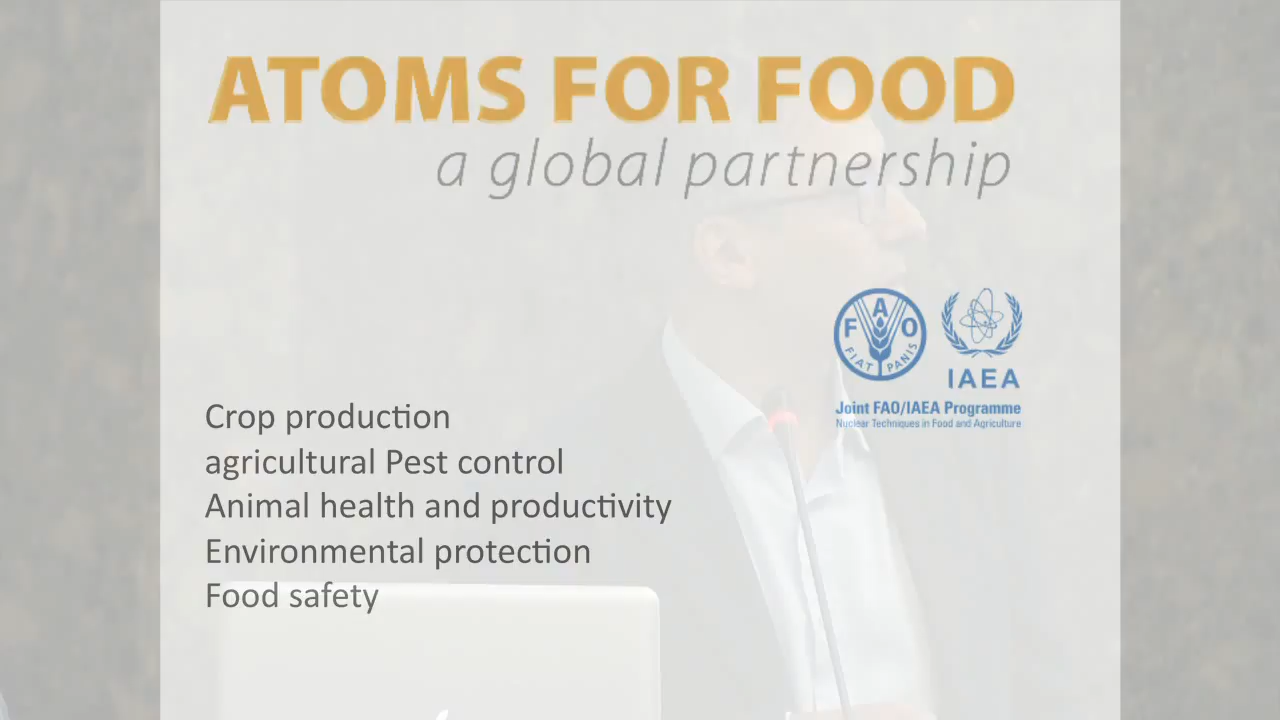 ATOMS FOR FOOD
a global partnership
FAO
FIAT PANIS
IAEA
Joint FAO/IAEA Programme
Nuclear Techniques in Food and Agriculture
Crop production
agricultural Pest control
Animal health and productivity
Environmental protection
Food safety